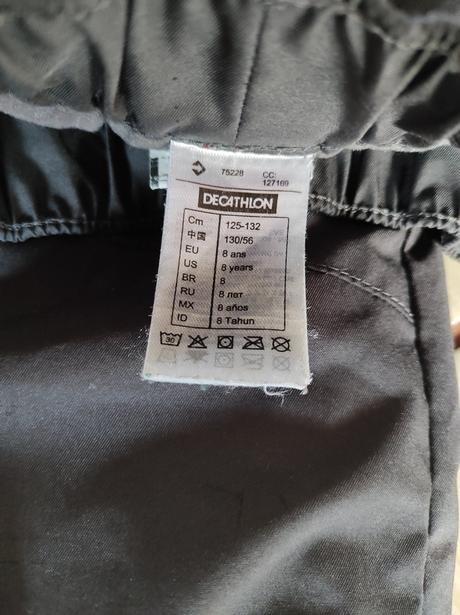 75228 CC:
127169
DECATHLON
Cm 125-132
中国 130/56
EU 8 ans
US 8 years
BR 8
RU 8 лет
MX 8 años
ID 8 Tahun
30